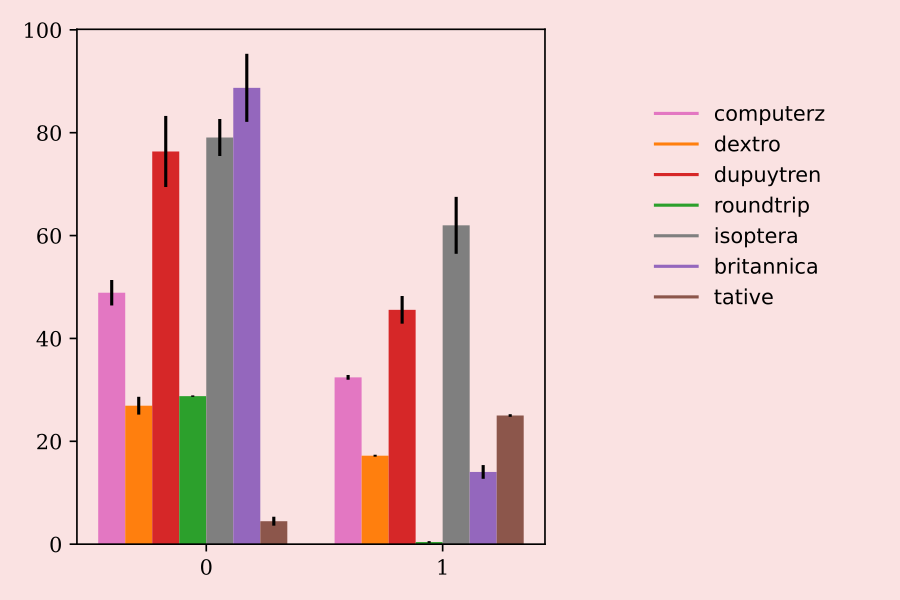 100
80
60
40
20
0
0 1
computerz
dextro
dupuytren
roundtrip
isoptera
britannica
tative